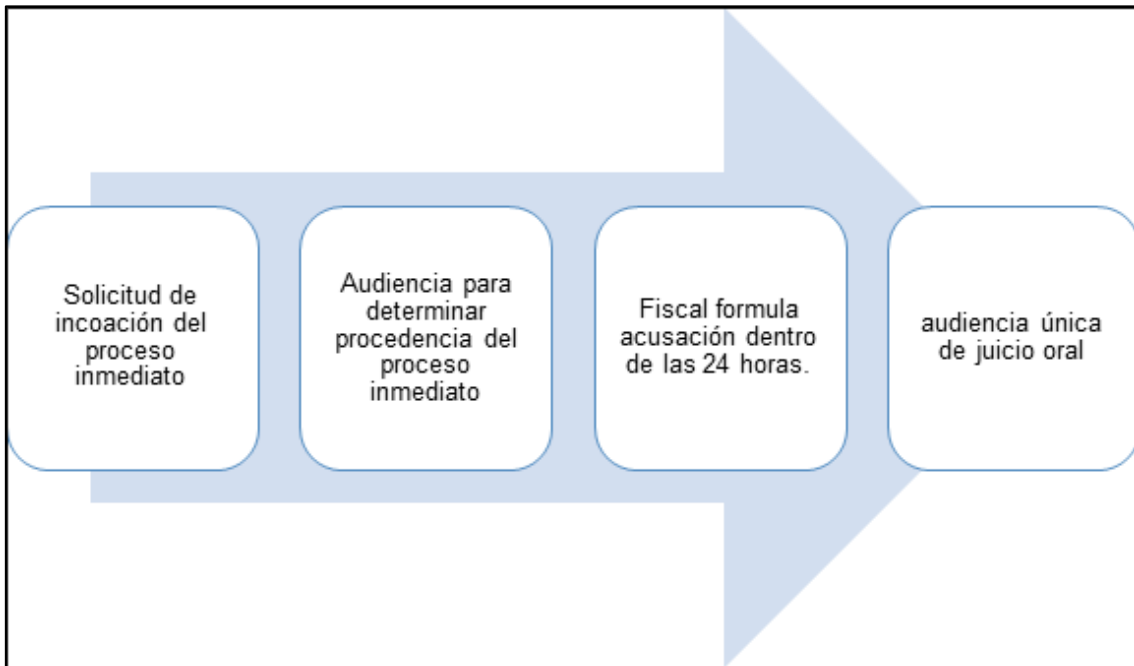 Solicitud de
incoación del
proceso
inmediato
Audiencia para
determinar
procedencia del
proceso
inmediato
Fiscal formula
acusación dentro
de las 24 horas.
audiencia única
de juicio oral